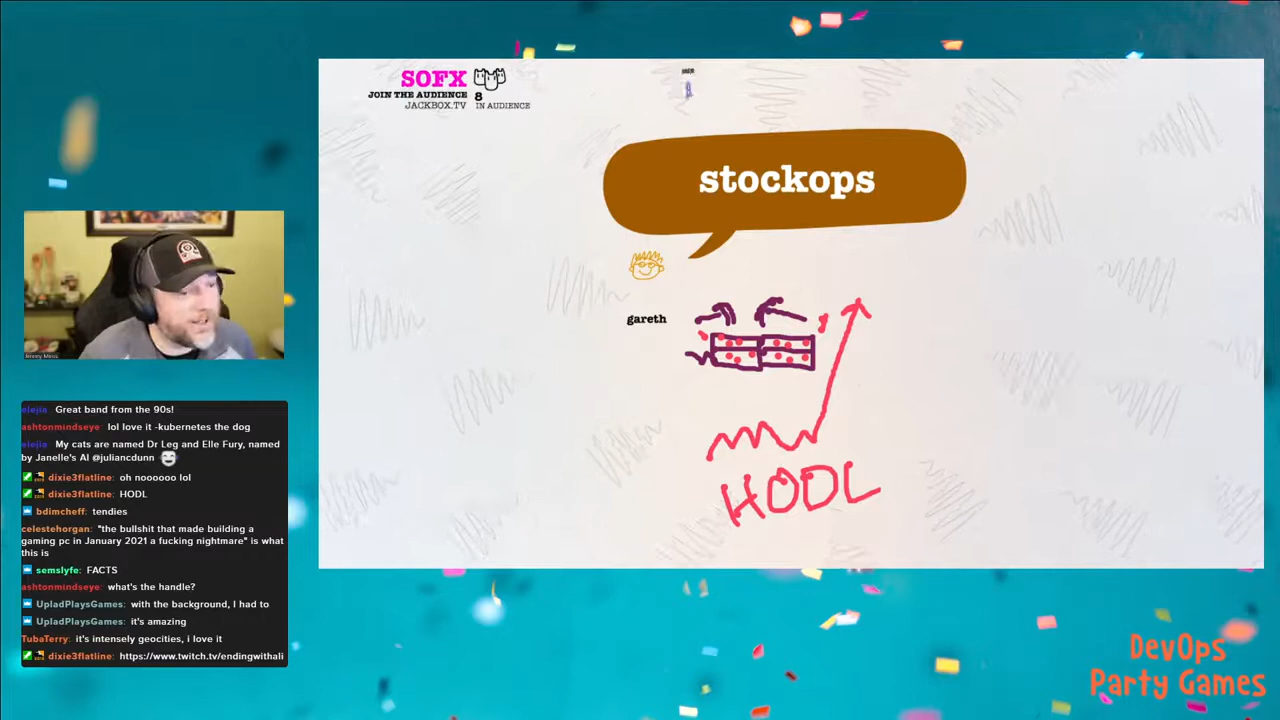 SOFX
JOIN THE AUDIENCE
JACKBOX.TV
8
IN AUDIENCE
stockops
gareth
HODL
Jeremy Meiss
elejia: Great band from the 90s!
ashtonmindseye: lol love it -kubernetes the dog
elejia: My cats are named Dr Leg and Elle Fury, named
by Janelle's AI @juliancdunn
dixie3flatline: oh nooooo lol
dixie3flatline: HODL
bdimcheff: tendies
celestehorgan: "the bullshit that made building a
gaming pc in January 2021 a fucking nightmare" is what
this is
semslyfe: FACTS
ashtonmindseye: what's the handle?
UpladPlaysGames: with the background, I had to
UpladPlaysGames: it's amazing
TubaTerry: it's intensely geocities, i love it
dixie3flatline: https://www.twitch.tv/endingwithali
DevOps
Party Games